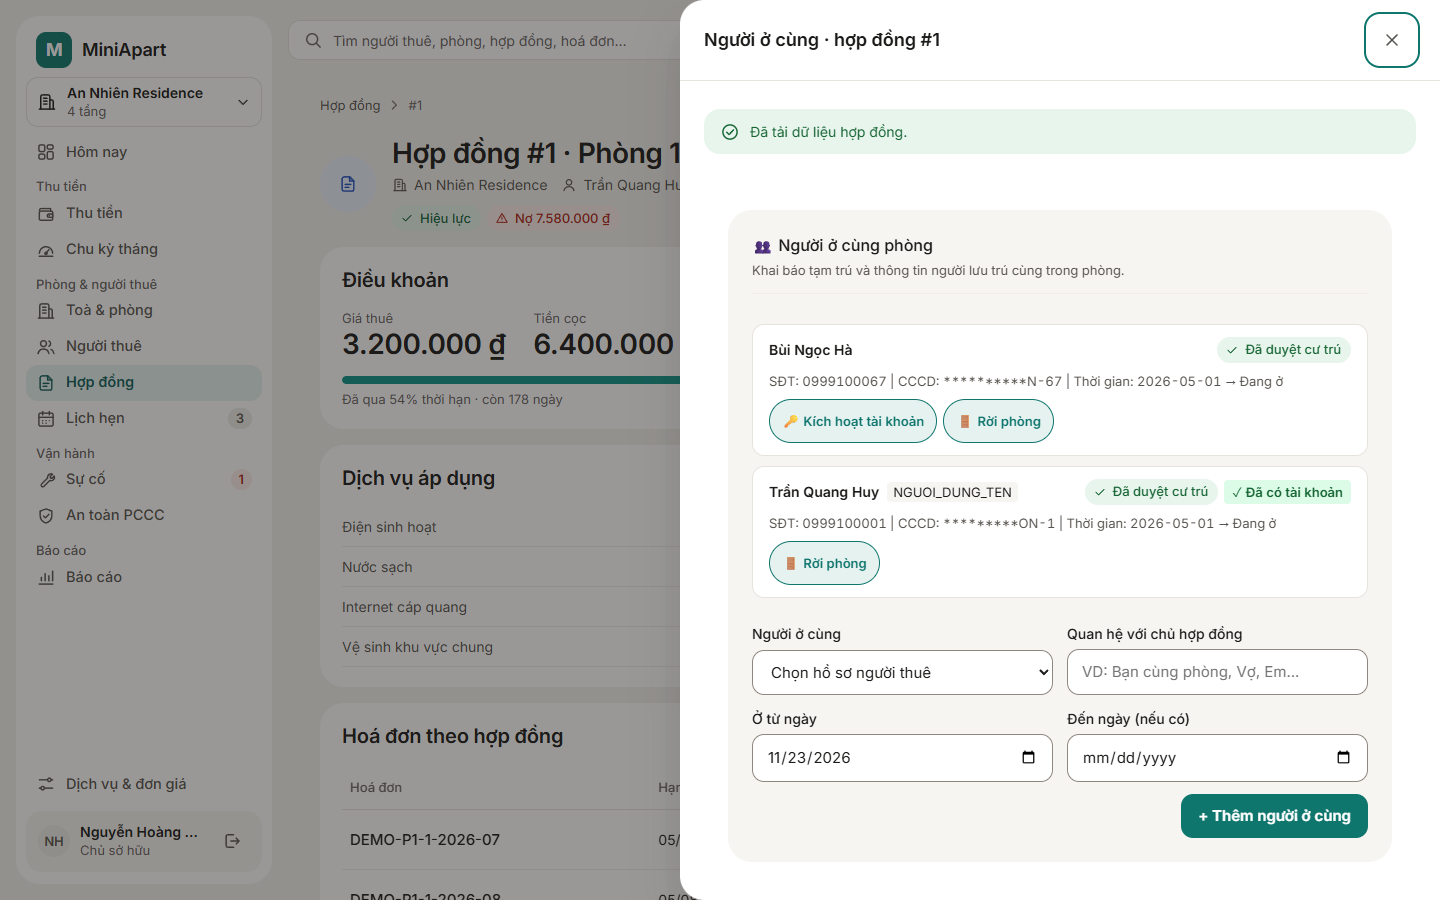 M MiniApart
An Nhiên Residence
4 tầng
Hôm nay
Thu tiền
Thu tiền
Chu kỳ tháng
Phòng & người thuê
Toà & phòng
Người thuê
Hợp đồng
Lịch hẹn 3
Vận hành
Sự cố 1
An toàn PCCC
Báo cáo
Báo cáo
Dịch vụ & đơn giá
NH
Nguyễn Hoàng ...
Chủ sở hữu
Tìm người thuê, phòng, hợp đồng, hoá đơn...
Hợp đồng > #1
Hợp đồng #1 · Phòng 1
An Nhiên Residence Trần Quang Hu
Hiệu lực Nợ 7.580.000 ₫
Điều khoản
Giá thuê Tiền cọc
3.200.000 ₫ 6.400.000
Đã qua 54% thời hạn · còn 178 ngày
Dịch vụ áp dụng
Điện sinh hoạt
Nước sạch
Internet cáp quang
Vệ sinh khu vực chung
Hoá đơn theo hợp đồng
Hoá đơn Hạn
DEMO-P1-1-2026-07 05/
DEMO-P1-1-2026-08 05/0
Người ở cùng · hợp đồng #1
Đã tải dữ liệu hợp đồng.
Người ở cùng phòng
Khai báo tạm trú và thông tin người lưu trú cùng trong phòng.
Bùi Ngọc Hà Đã duyệt cư trú
SĐT: 0999100067 | CCCD: **********N-67 | Thời gian: 2026-05-01 → Đang ở
Kích hoạt tài khoản Rời phòng
Trần Quang Huy NGUOI_DUNG_TEN Đã duyệt cư trú ✓ Đã có tài khoản
SĐT: 0999100001 | CCCD: *********ON-1 | Thời gian: 2026-05-01 → Đang ở
Rời phòng
Người ở cùng Quan hệ với chủ hợp đồng
Chọn hồ sơ người thuê VD: Bạn cùng phòng, Vợ, Em...
Ở từ ngày Đến ngày (nếu có)
11/23/2026 mm/dd/yyyy
+ Thêm người ở cùng